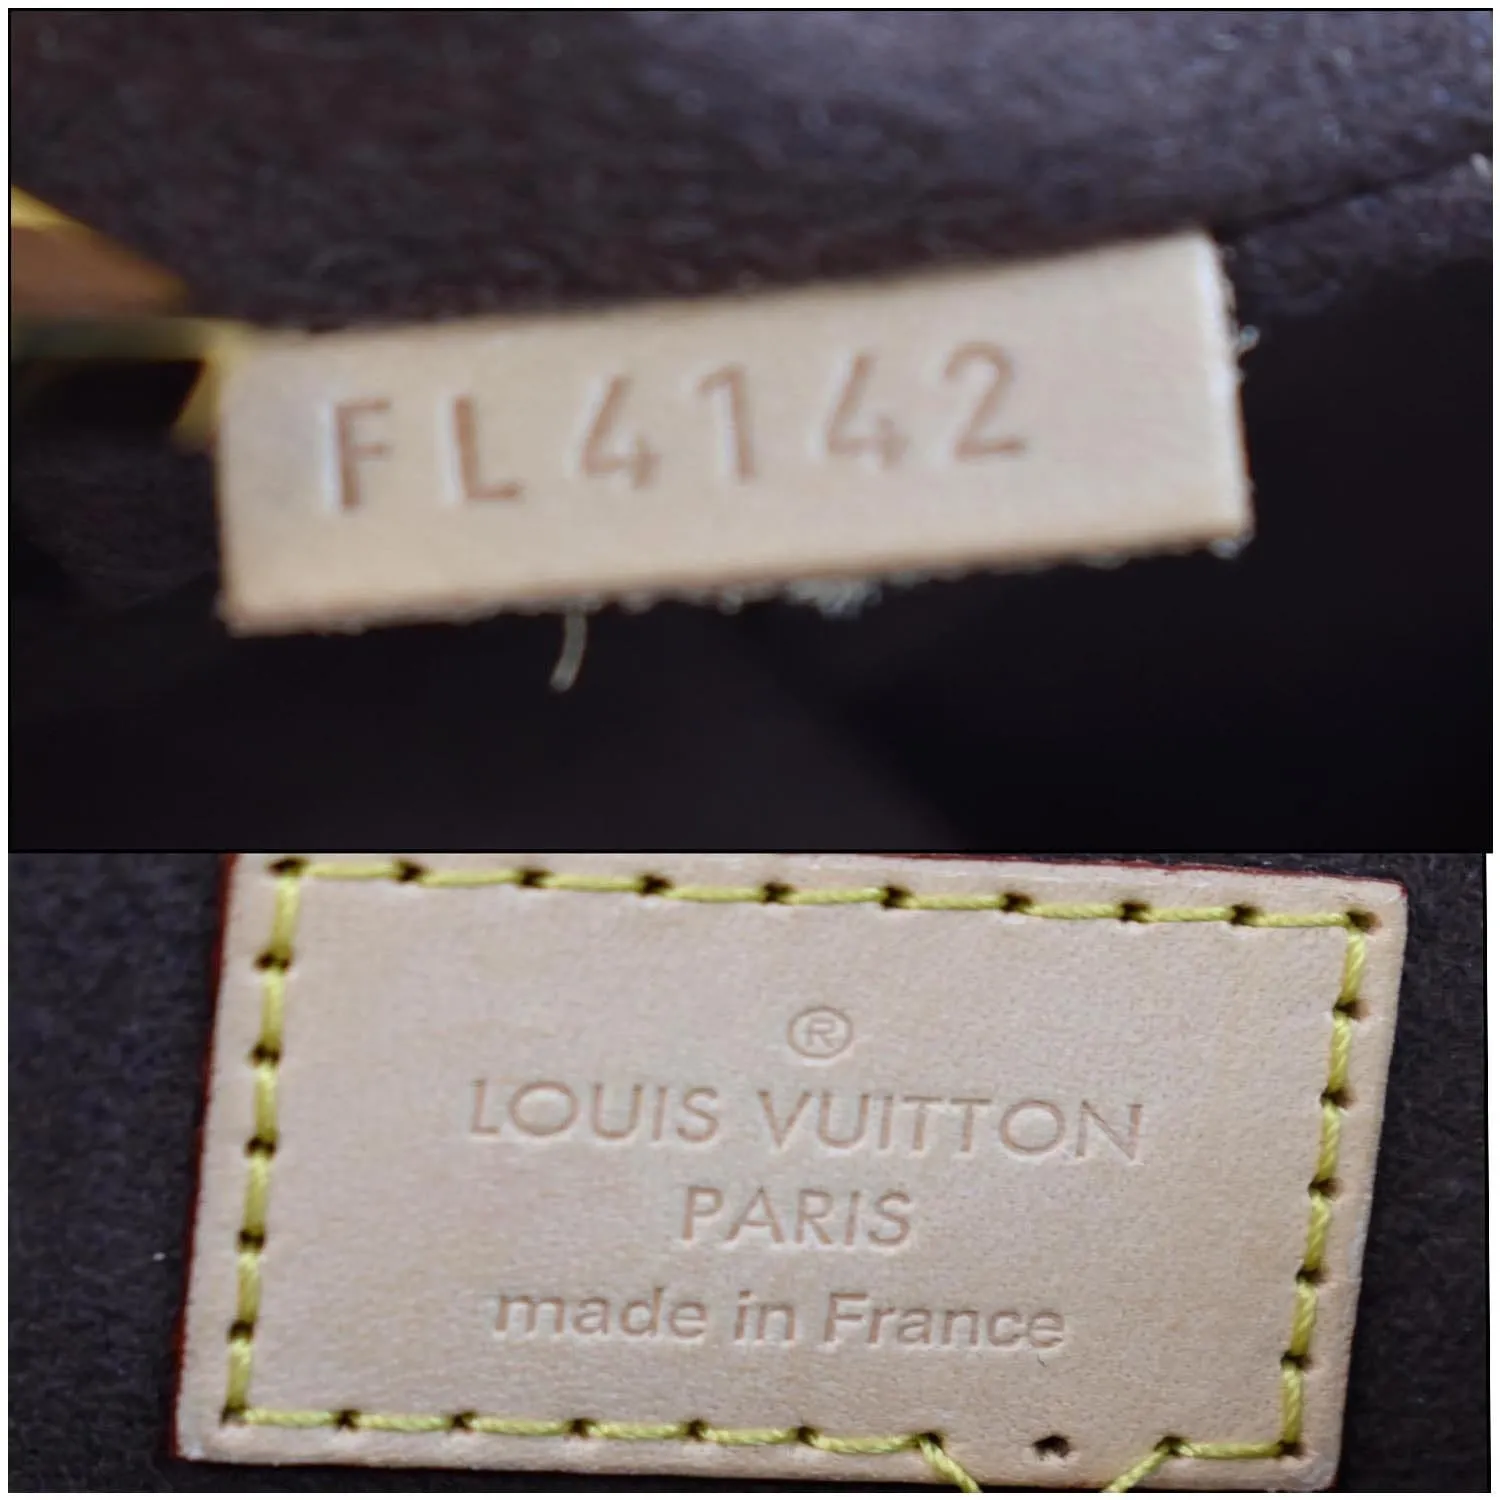 FL4142
®
LOUIS VUITTON
PARIS
made in France